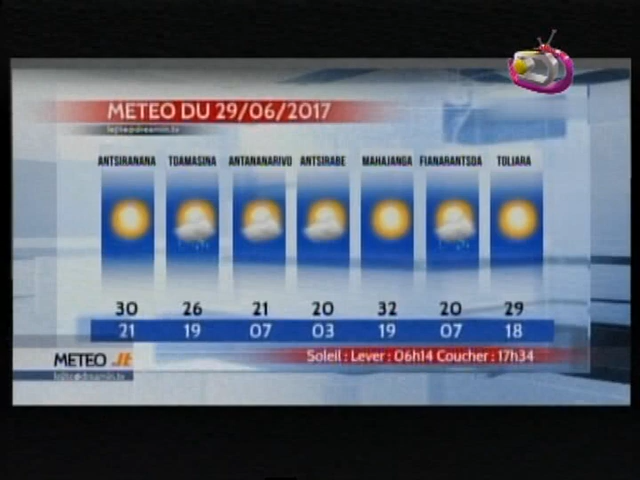 METEO DU 29/06/2017
ANTSIRANANA TOAMASINA ANTANANARIVO ANTSIRABE MAHAJANGA FIANARANTSOA TOLIARA
30 26 21 20 32 20 29
21 19 07 03 19 07 18
Soleil : Lever : 06h14 Coucher : 17h34
METEO .Jt